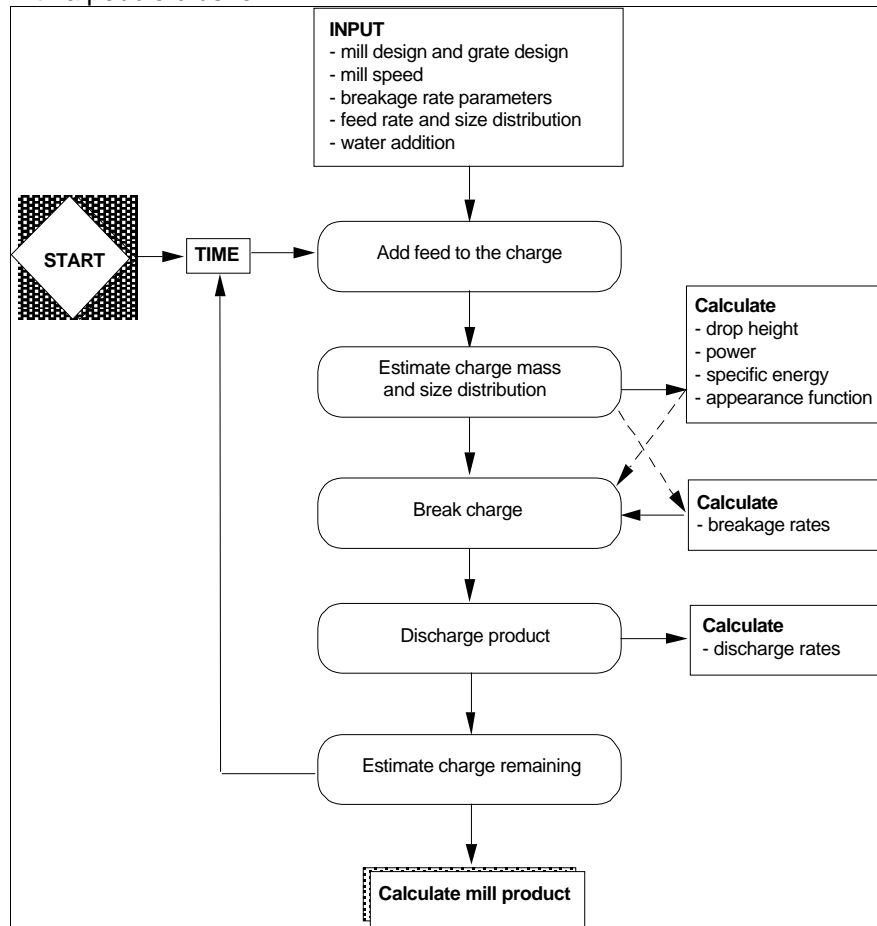 INPUT
- mill design and grate design
- mill speed
- breakage rate parameters
- feed rate and size distribution
- water addition
START
TIME
Add feed to the charge
Calculate
- drop height
- power
- specific energy
- appearance function
Estimate charge mass
and size distribution
Break charge
Calculate
- breakage rates
Discharge product
Calculate
- discharge rates
Estimate charge remaining
Calculate mill product